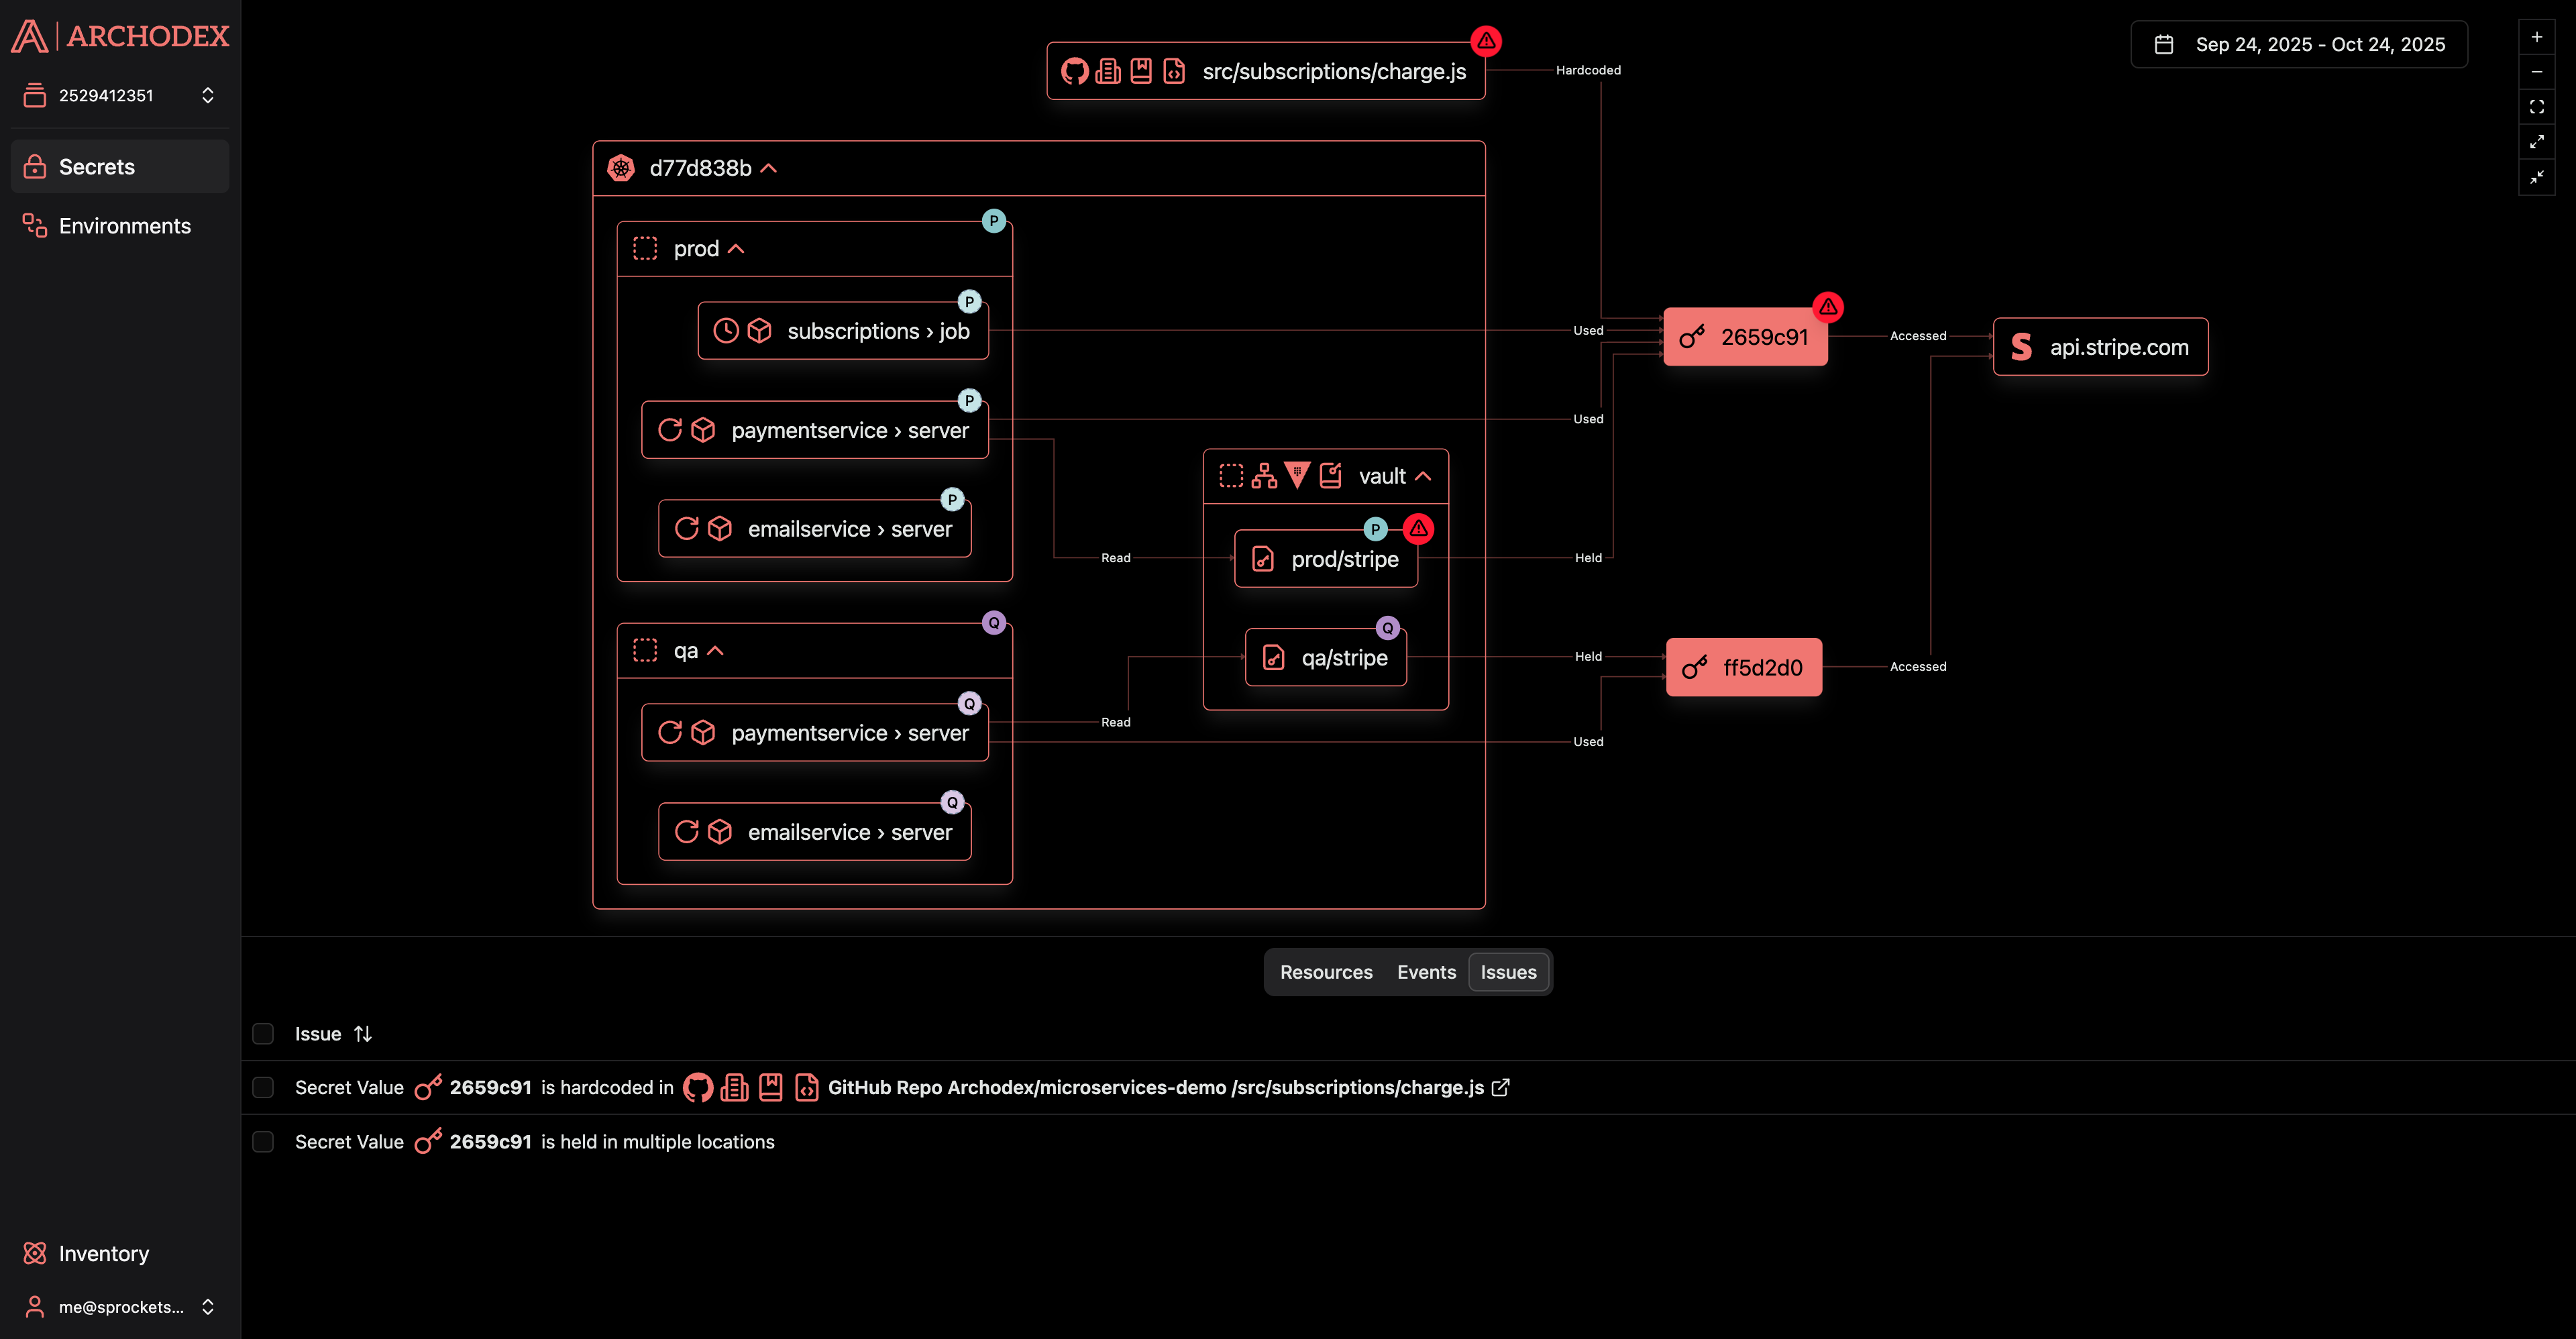 ARCHODEX
2529412351
Secrets
Environments
Inventory
me@sprockets...
Sep 24, 2025 - Oct 24, 2025
src/subscriptions/charge.js
Hardcoded
d77d838b
P
prod
P
subscriptions › job
Used
2659c91
Accessed
api.stripe.com
P
paymentservice › server
Used
vault
P
emailservice › server
Read
P
prod/stripe
Held
Q
qa
Q
qa/stripe
Held
ff5d2d0
Accessed
Q
paymentservice › server
Read
Used
Q
emailservice › server
Resources Events Issues
Issue
Secret Value 2659c91 is hardcoded in GitHub Repo Archodex/microservices-demo /src/subscriptions/charge.js
Secret Value 2659c91 is held in multiple locations